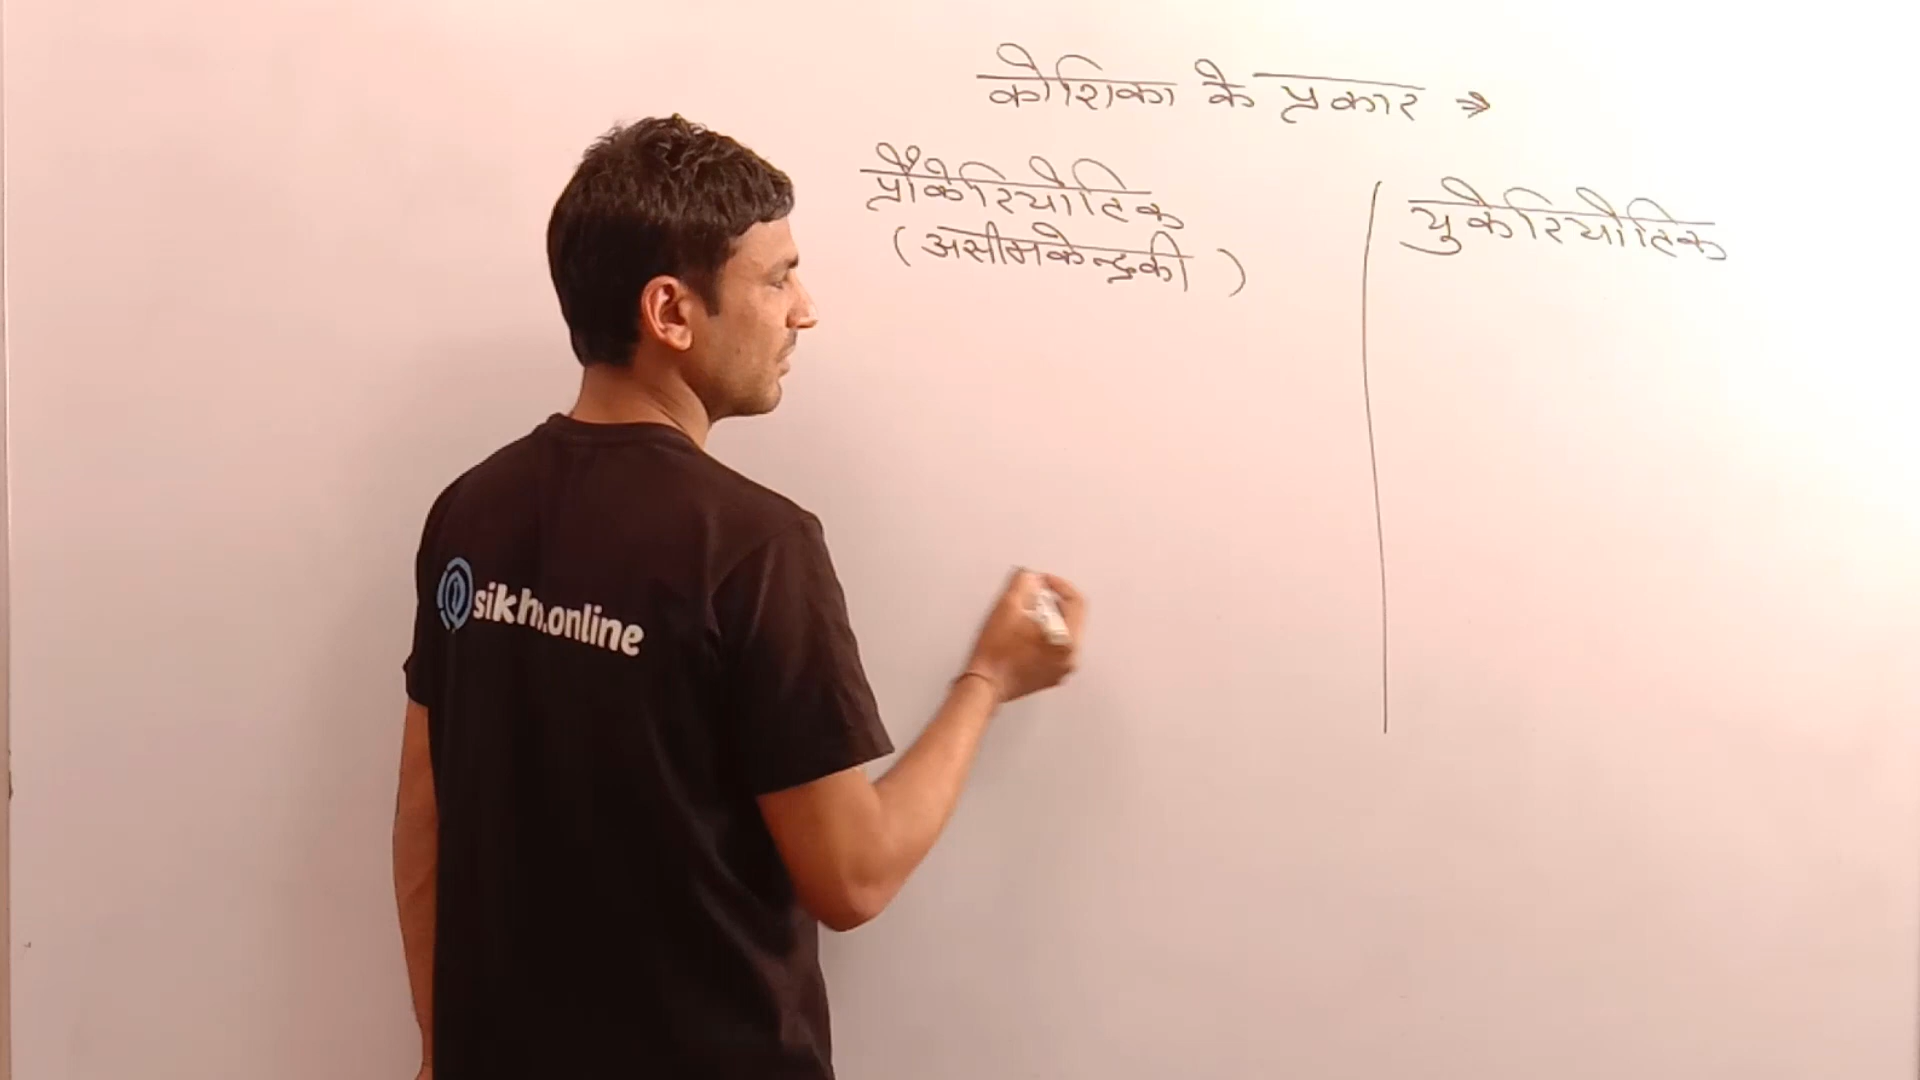 कोशिका के प्रकार →
प्रौकेरियोटिक
(असीमकेन्द्रकी)
युकेरियोटिक
sikho.online